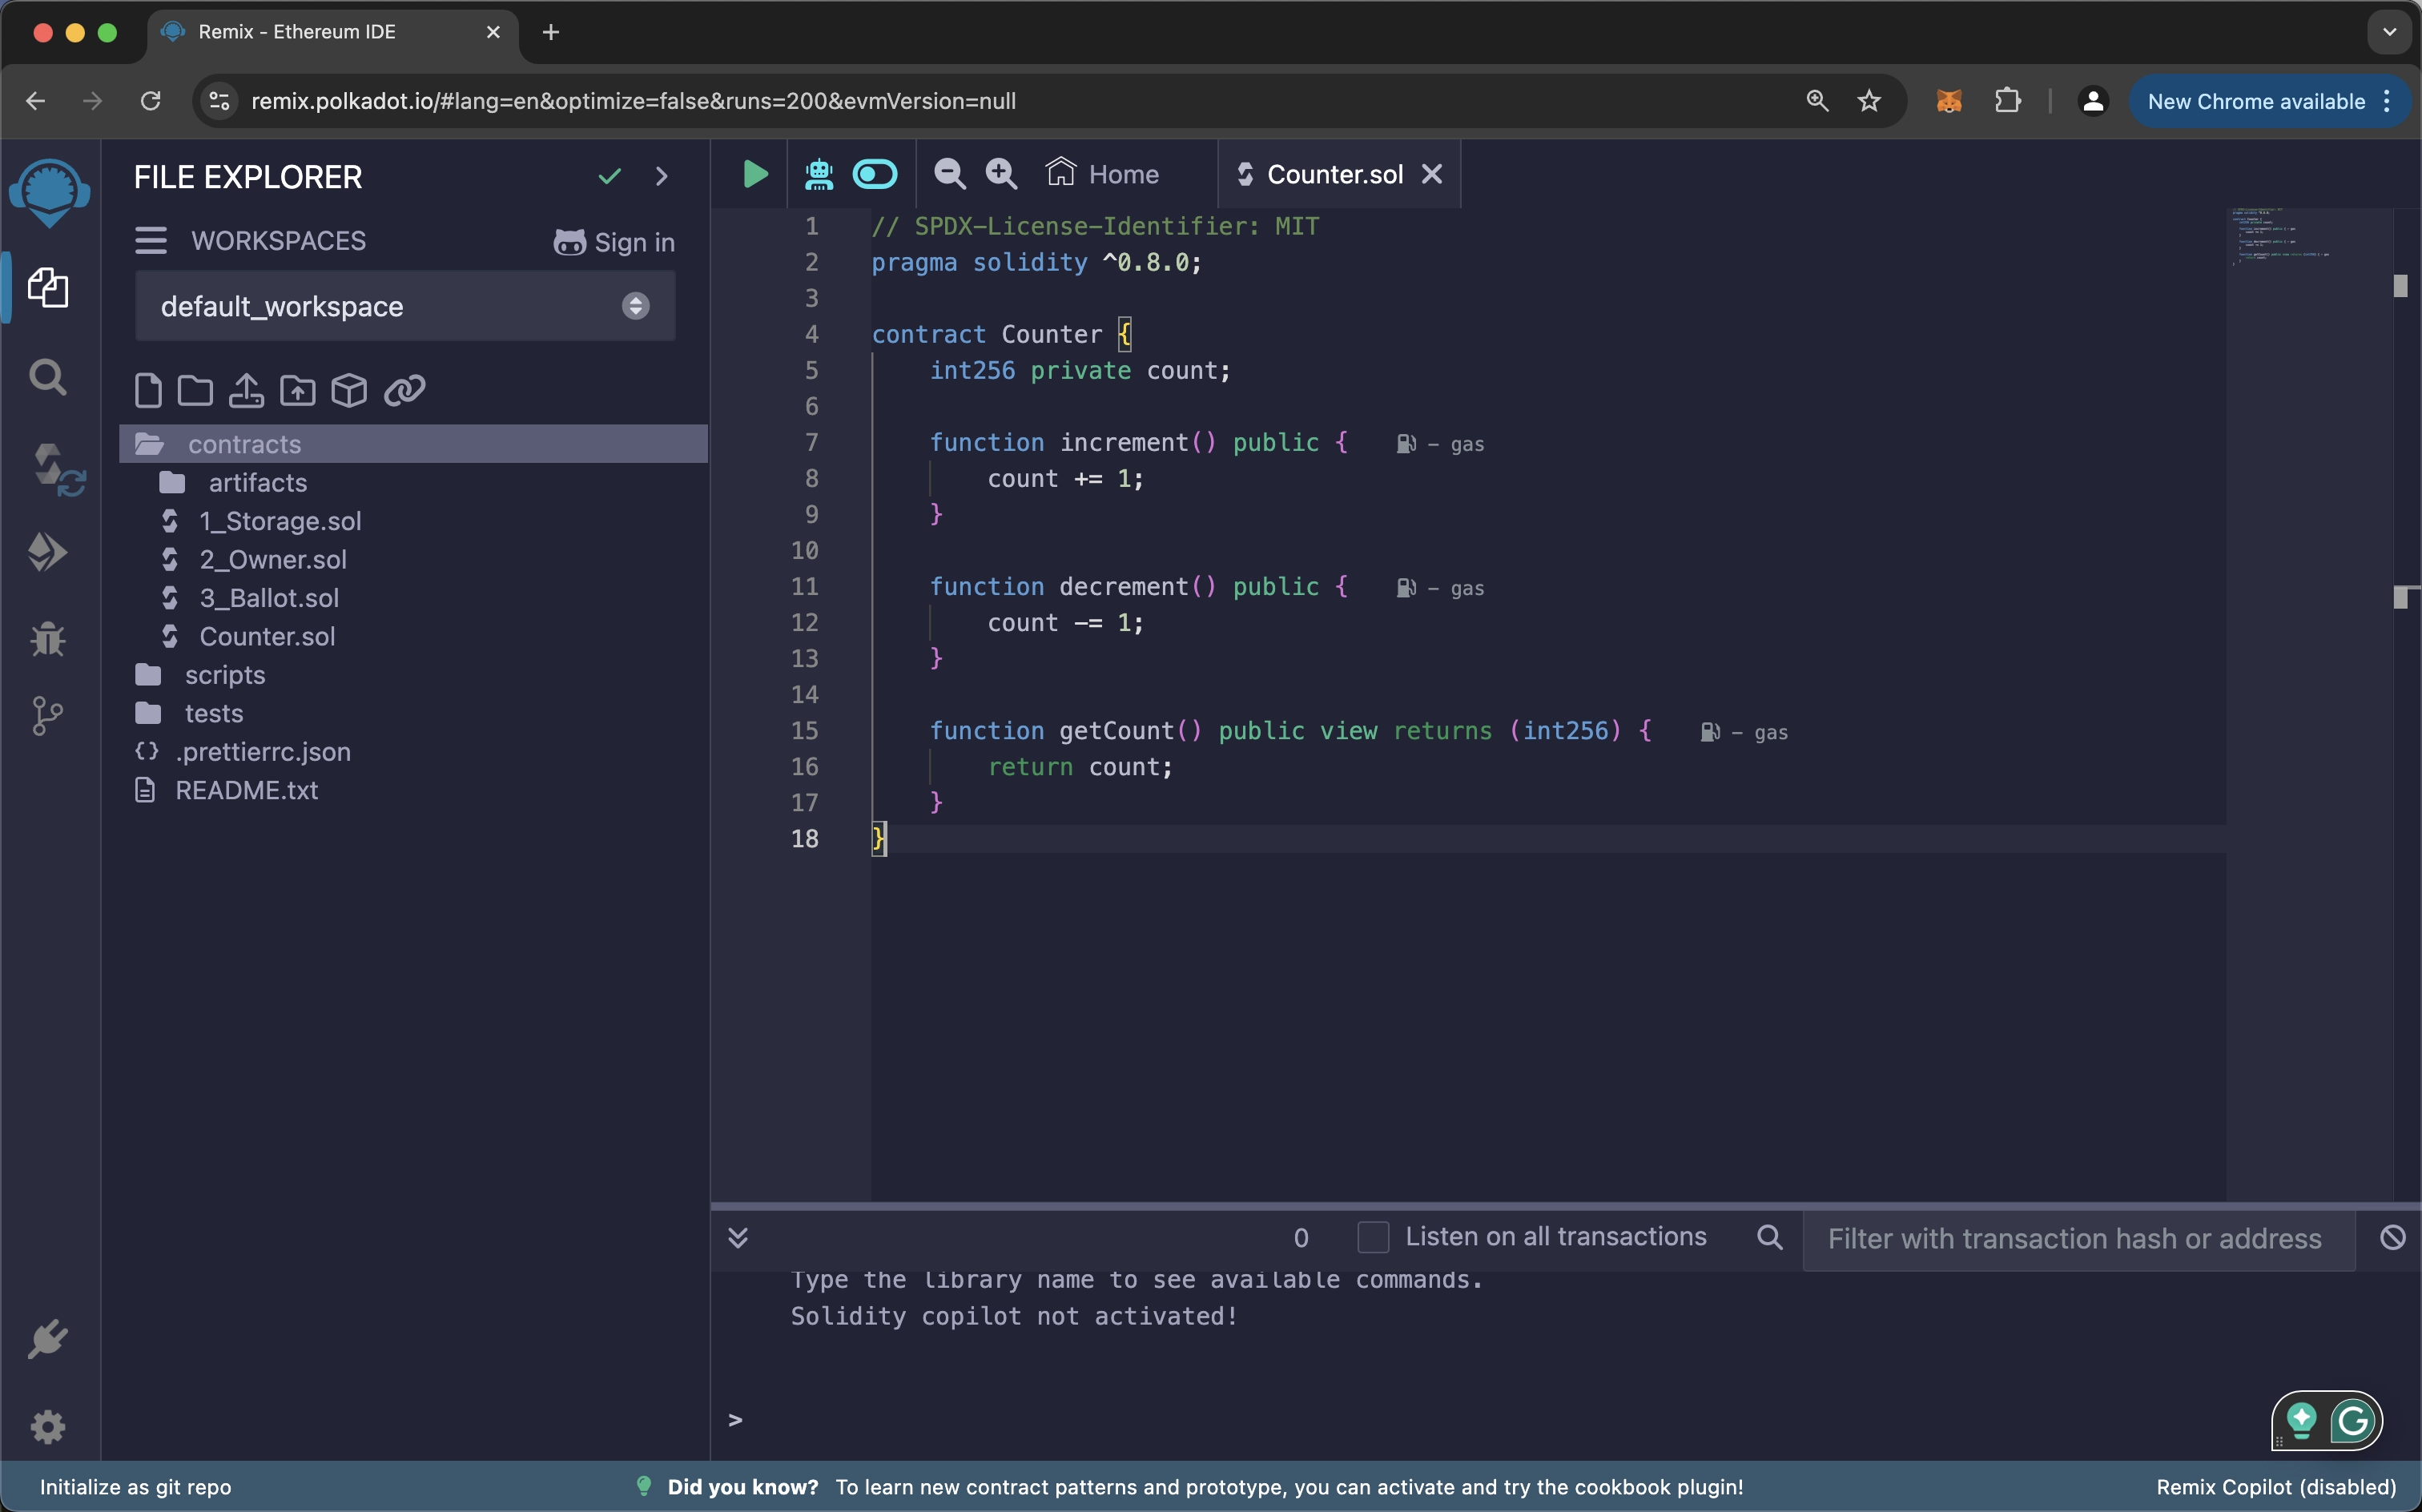 Remix - Ethereum IDE
remix.polkadot.io/#lang=en&optimize=false&runs=200&evmVersion=null
New Chrome available
FILE EXPLORER
WORKSPACES
Sign in
default_workspace
contracts
artifacts
1_Storage.sol
2_Owner.sol
3_Ballot.sol
Counter.sol
scripts
tests
.prettierrc.json
README.txt
Home
Counter.sol
1 // SPDX-License-Identifier: MIT
2 pragma solidity ^0.8.0;
3
4 contract Counter {
5 int256 private count;
6
7 function increment() public { - gas
8 count += 1;
9 }
10
11 function decrement() public { - gas
12 count -= 1;
13 }
14
15 function getCount() public view returns (int256) { - gas
16 return count;
17 }
18 }
0 Listen on all transactions Filter with transaction hash or address
Type the library name to see available commands.
Solidity copilot not activated!
>
Initialize as git repo
Did you know? To learn new contract patterns and prototype, you can activate and try the cookbook plugin!
Remix Copilot (disabled)